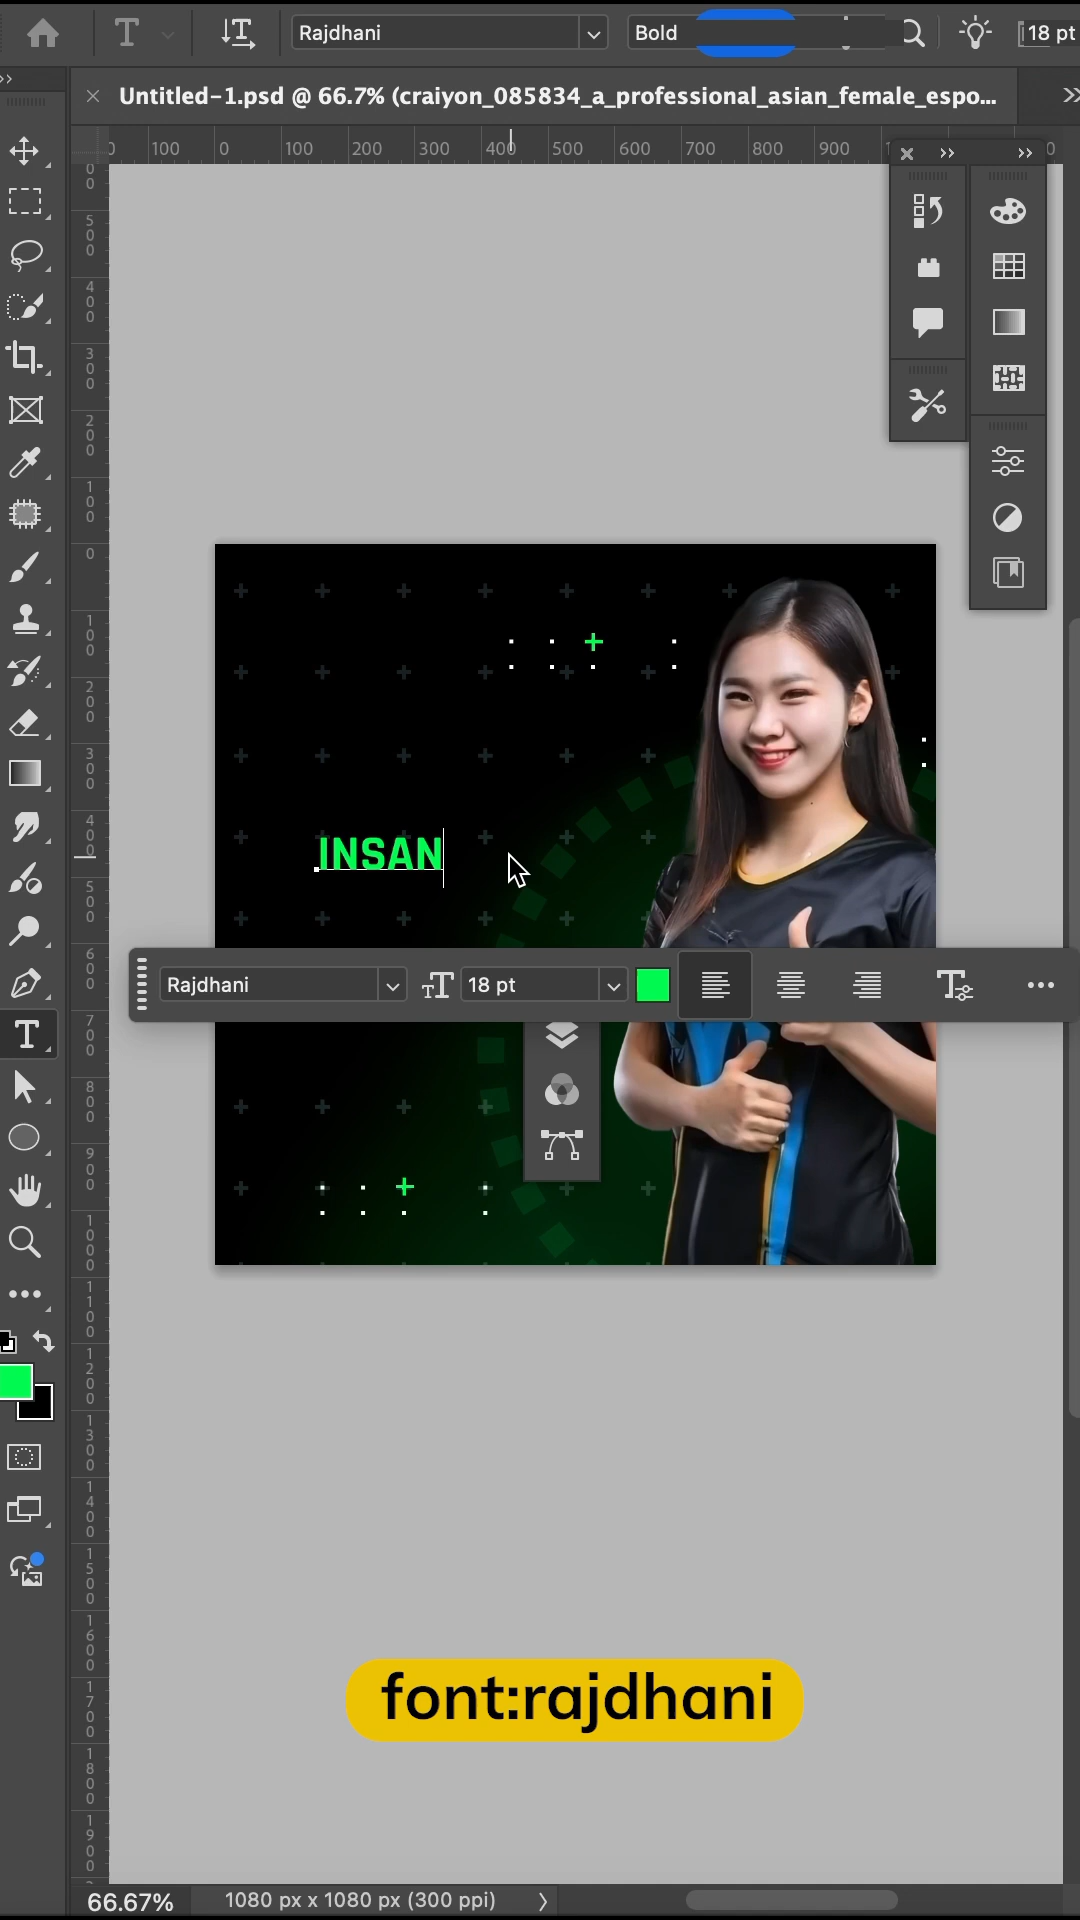 Rajdhani
Bold
18 pt
Untitled-1.psd @ 66.7% (craiyon_085834_a_professional_asian_female_espo...
100 0 100 200 300 400 500 600 700 800 900
INSAN
Rajdhani
18 pt
font:rajdhani
66.67%
1080 px x 1080 px (300 ppi)